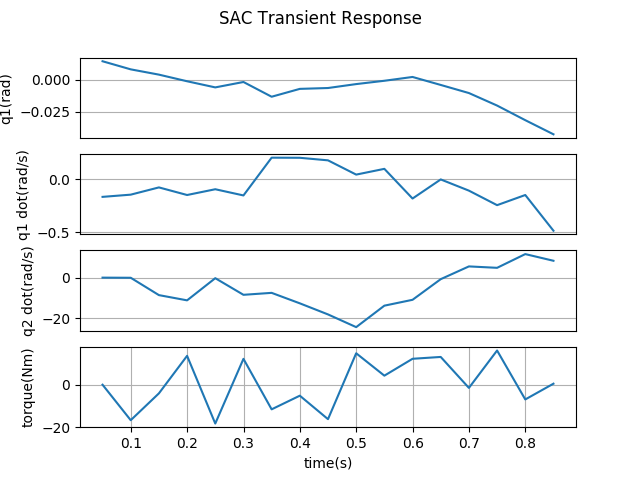 SAC Transient Response
0.000
−0.025
q1(rad)
0.0
−0.5
q1 dot(rad/s)
0
−20
q2 dot(rad/s)
0
−20
torque(Nm)
0.1 0.2 0.3 0.4 0.5 0.6 0.7 0.8
time(s)